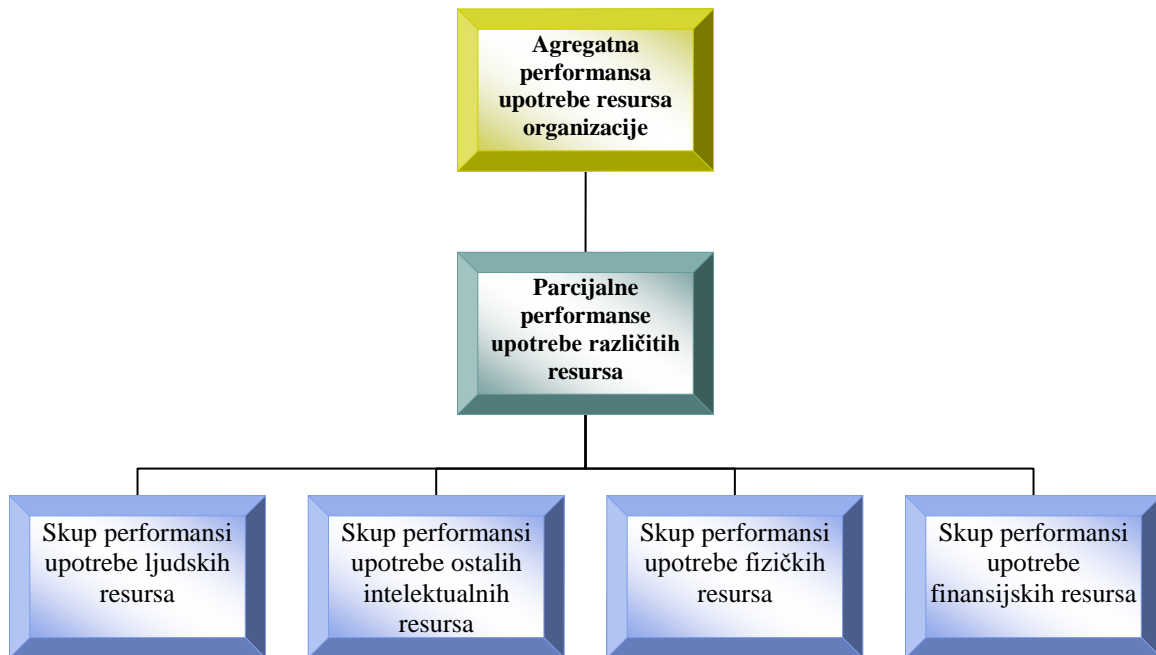 Agregatna
performansa
upotrebe resursa
organizacije
Parcijalne
performanse
upotrebe različitih
resursa
Skup performansi
upotrebe ljudskih
resursa
Skup performansi
upotrebe ostalih
intelektualnih
resursa
Skup performansi
upotrebe fizičkih
resursa
Skup performansi
upotrebe
finansijskih resursa